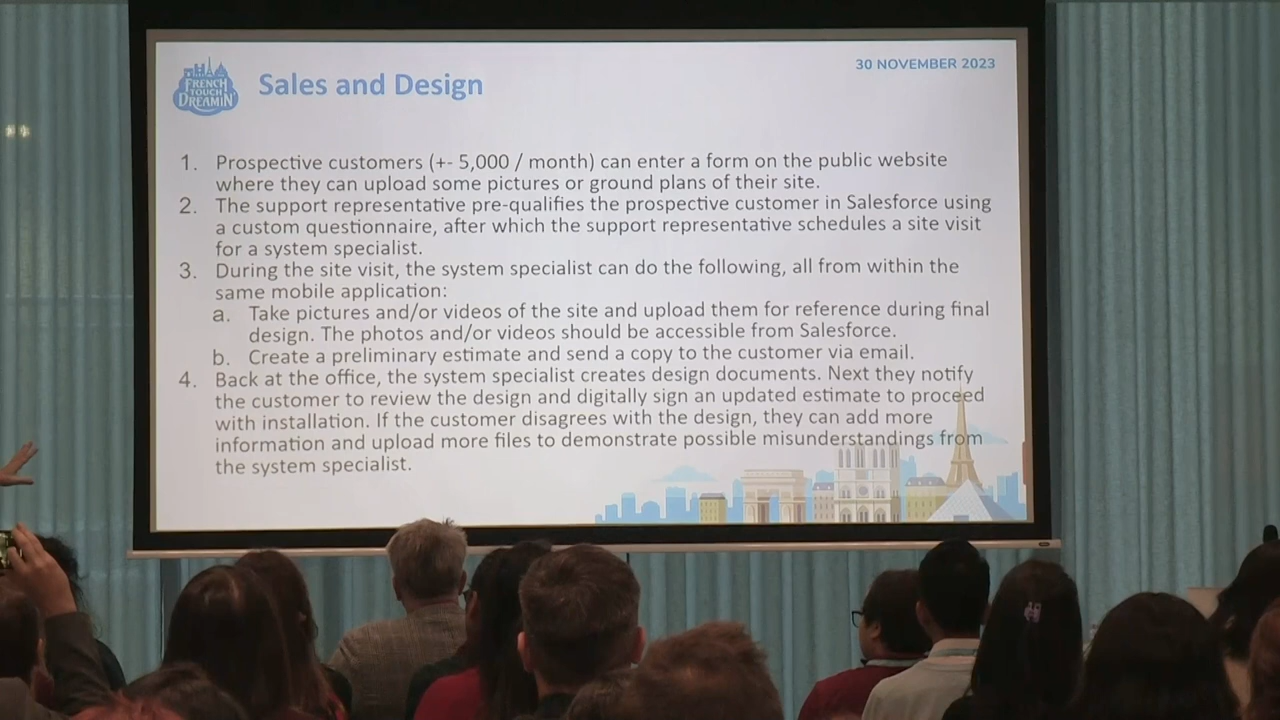 FRENCH
TOUCH
DREAMIN'
Sales and Design
30 NOVEMBER 2023
1. Prospective customers (+- 5,000 / month) can enter a form on the public website
where they can upload some pictures or ground plans of their site.
2. The support representative pre-qualifies the prospective customer in Salesforce using
a custom questionnaire, after which the support representative schedules a site visit
for a system specialist.
3. During the site visit, the system specialist can do the following, all from within the
same mobile application:
a. Take pictures and/or videos of the site and upload them for reference during final
design. The photos and/or videos should be accessible from Salesforce.
b. Create a preliminary estimate and send a copy to the customer via email.
4. Back at the office, the system specialist creates design documents. Next they notify
the customer to review the design and digitally sign an updated estimate to proceed
with installation. If the customer disagrees with the design, they can add more
information and upload more files to demonstrate possible misunderstandings from
the system specialist.